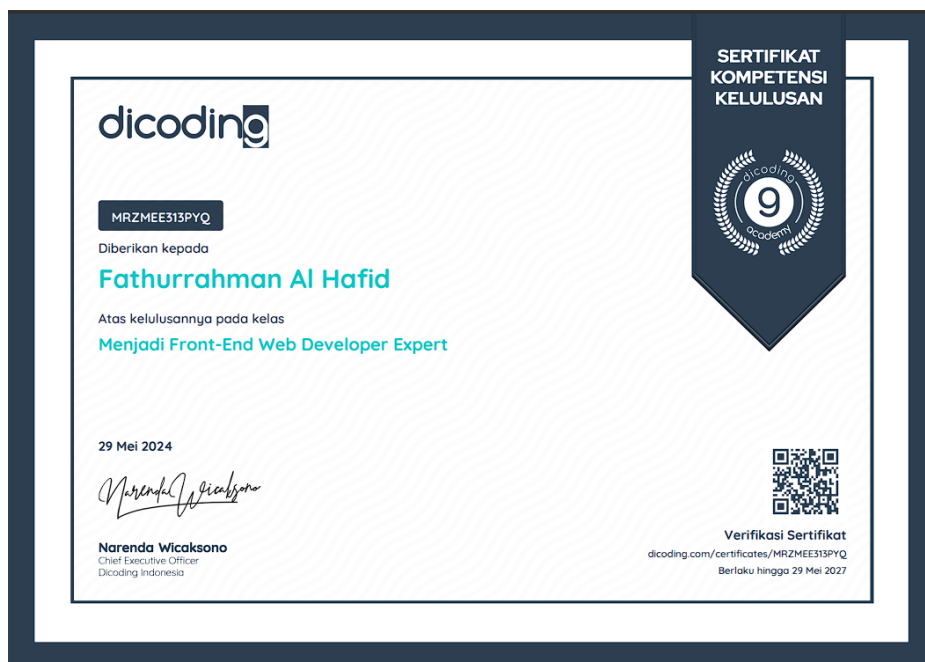 SERTIFIKAT
KOMPETENSI
KELULUSAN
dicoding
dicoding
9
academy
MRZMEE313PYQ
Diberikan kepada
Fathurrahman Al Hafid
Atas kelulusannya pada kelas
Menjadi Front-End Web Developer Expert
29 Mei 2024
Narenda Wicaksono
Narenda Wicaksono
Chief Executive Officer
Dicoding Indonesia
Verifikasi Sertifikat
dicoding.com/certificates/MRZMEE313PYQ
Berlaku hingga 29 Mei 2027